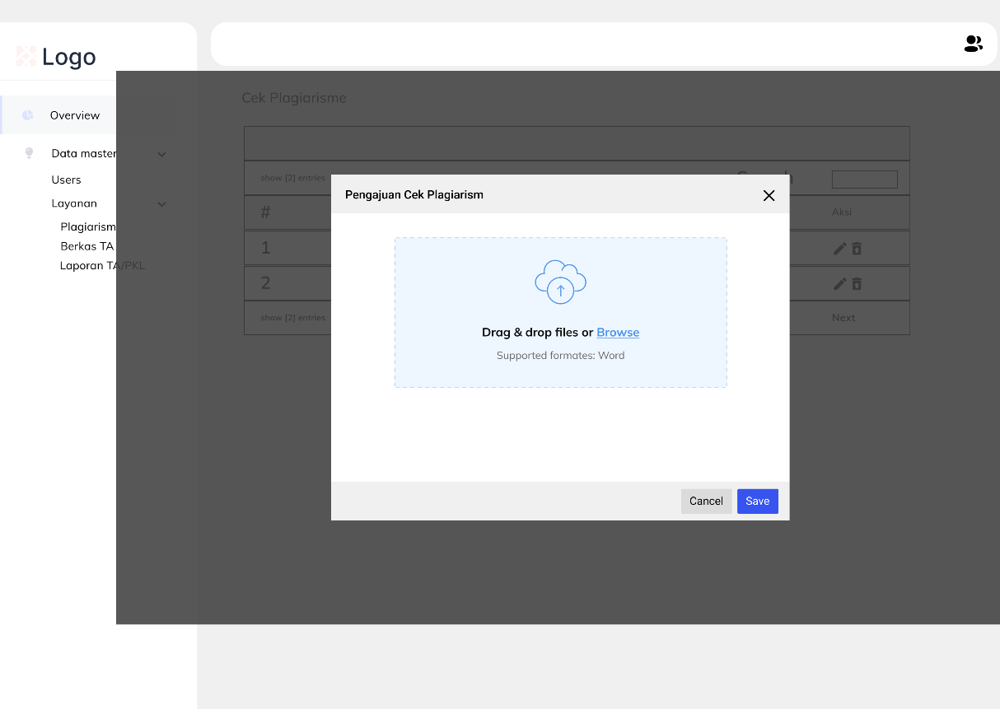 Logo
Overview
Data master
Users
Layanan
Plagiarism
Berkas TA
Laporan TA/PKL
Cek Plagiarisme
show [2] entries
#
Aksi
1
2
show [2] entries
Next
Pengajuan Cek Plagiarism
Drag & drop files or Browse
Supported formates: Word
Cancel
Save